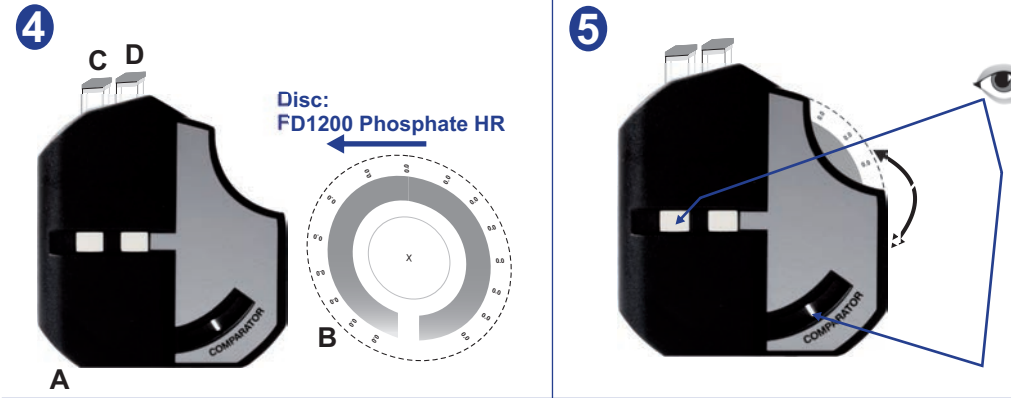 4
C D
Disc:
FD1200 Phosphate HR
x
B
COMPARATOR
A
5
COMPARATOR